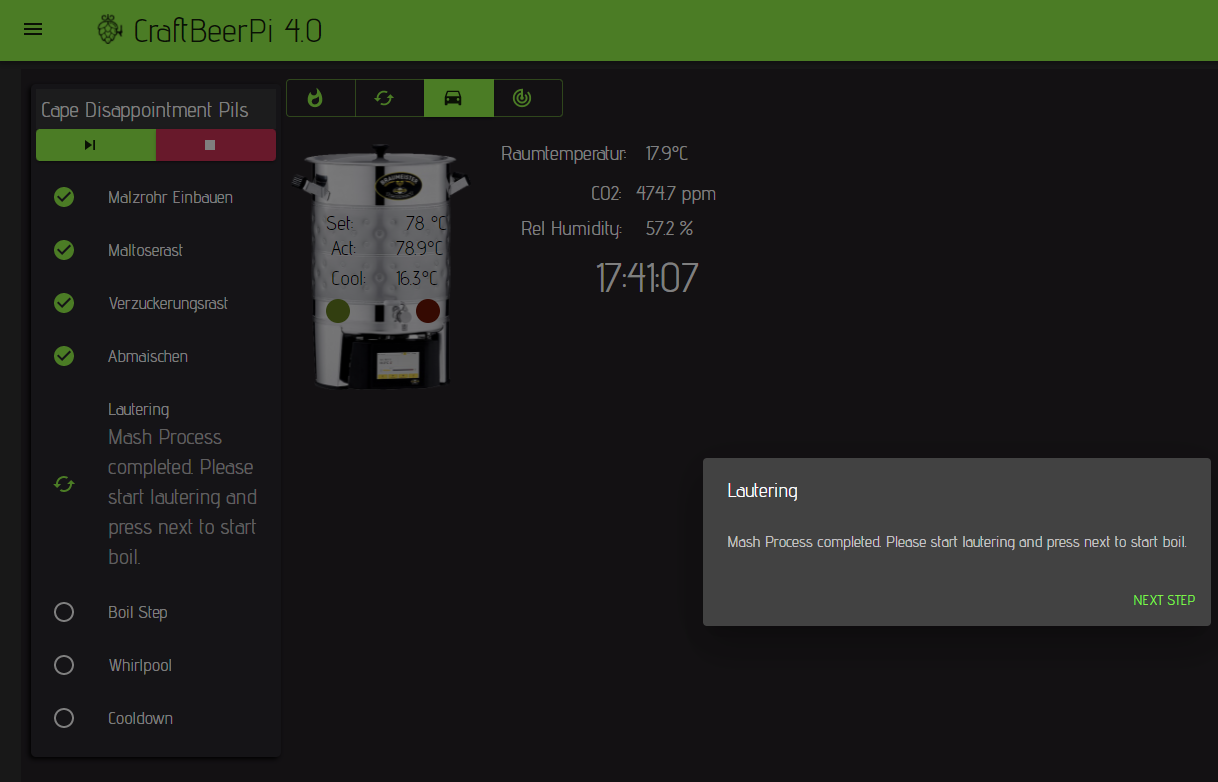 CraftBeerPi 4.0
Cape Disappointment Pils
Malzrohr Einbauen
Maltoserast
Verzuckerungsrast
Abmaischen
Lautering
Mash Process
completed. Please
start lautering and
press next to start
boil.
Boil Step
Whirlpool
Cooldown
BRAUMEISTER
Set: 78 °C
Act: 78.9°C
Cool: 16.3°C
Raumtemperatur: 17.9°C
CO2: 474.7 ppm
Rel Humidity: 57.2 %
17:41:07
Lautering
Mash Process completed. Please start lautering and press next to start boil.
NEXT STEP